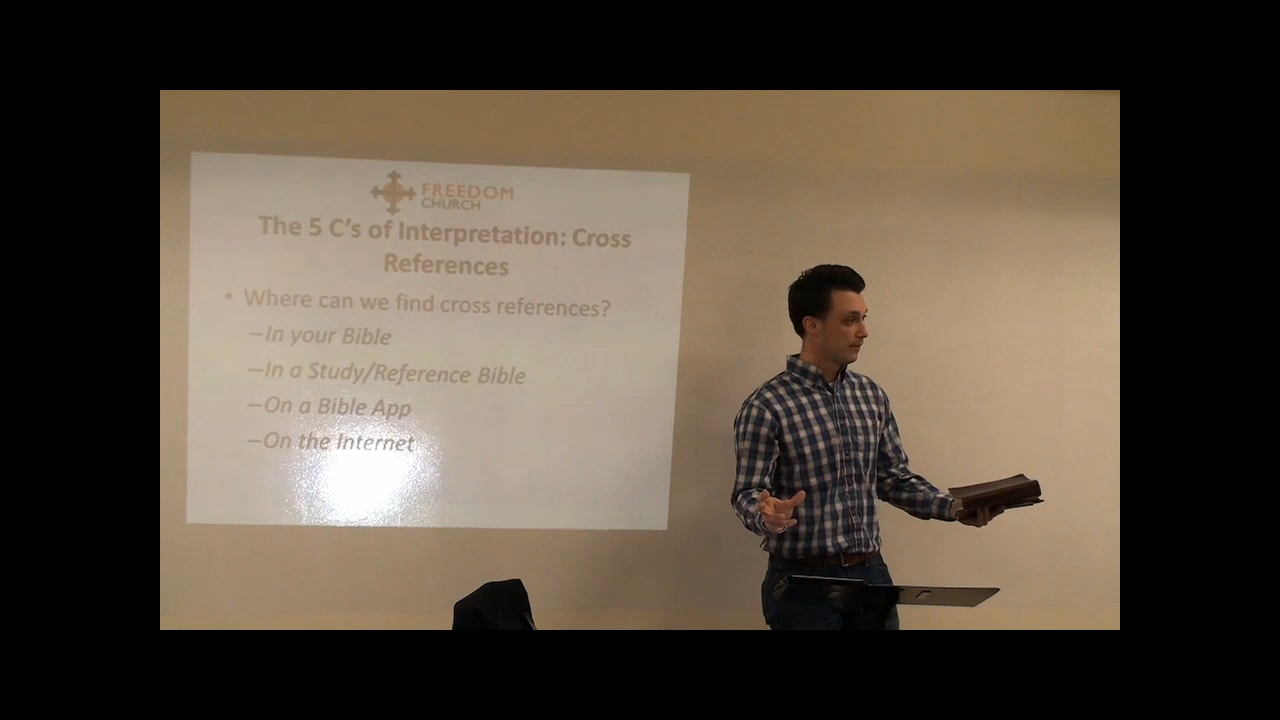 FREEDOM
CHURCH
The 5 C's of Interpretation: Cross
References
▪ Where can we find cross references?
–In your Bible
–In a Study/Reference Bible
–On a Bible App
–On the Internet